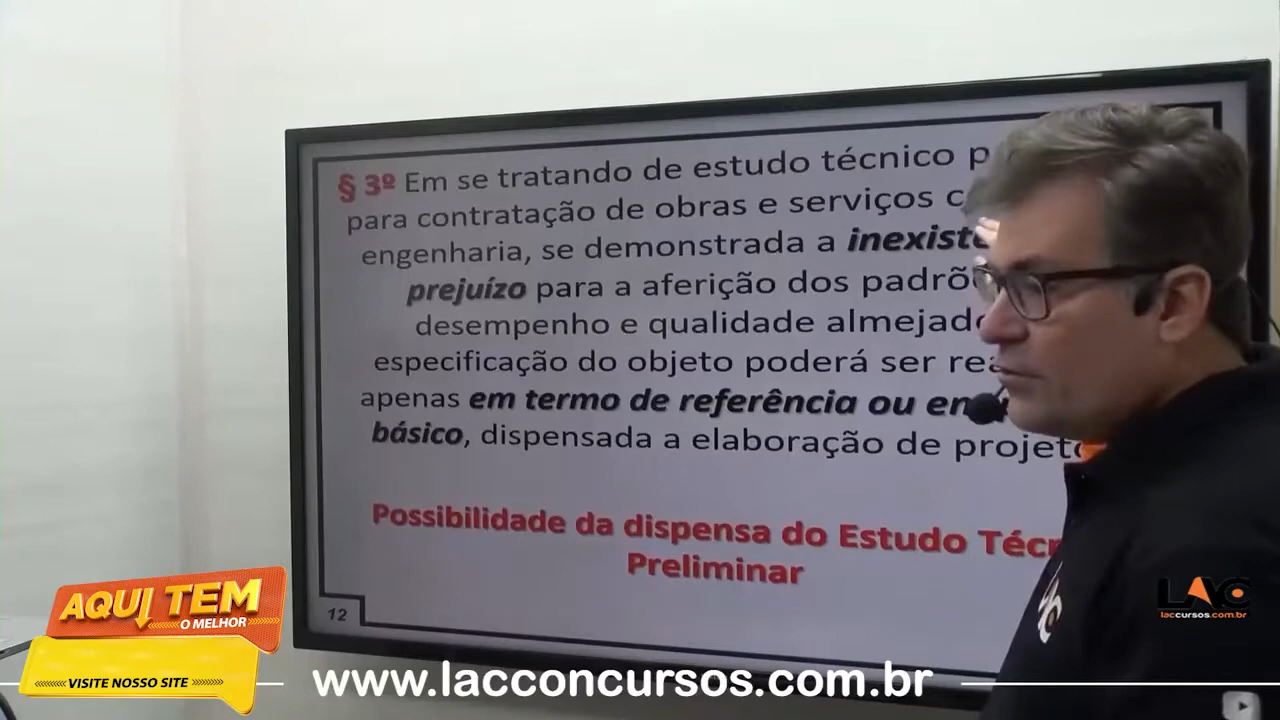 § 3º Em se tratando de estudo técnico
para contratação de obras e serviços
engenharia, se demonstrada a
prejuízo para a aferição dos
desempenho e qualidade
especificação do objeto poderá ser
apenas em termo de referência ou
básico, dispensada a elaboração de
Possibilidade da dispensa do Estudo
Preliminar
12
AQUI TEM
O MELHOR
VISITE NOSSO SITE
www.lacconcursos.com.br
LAC
laccursos.com.br